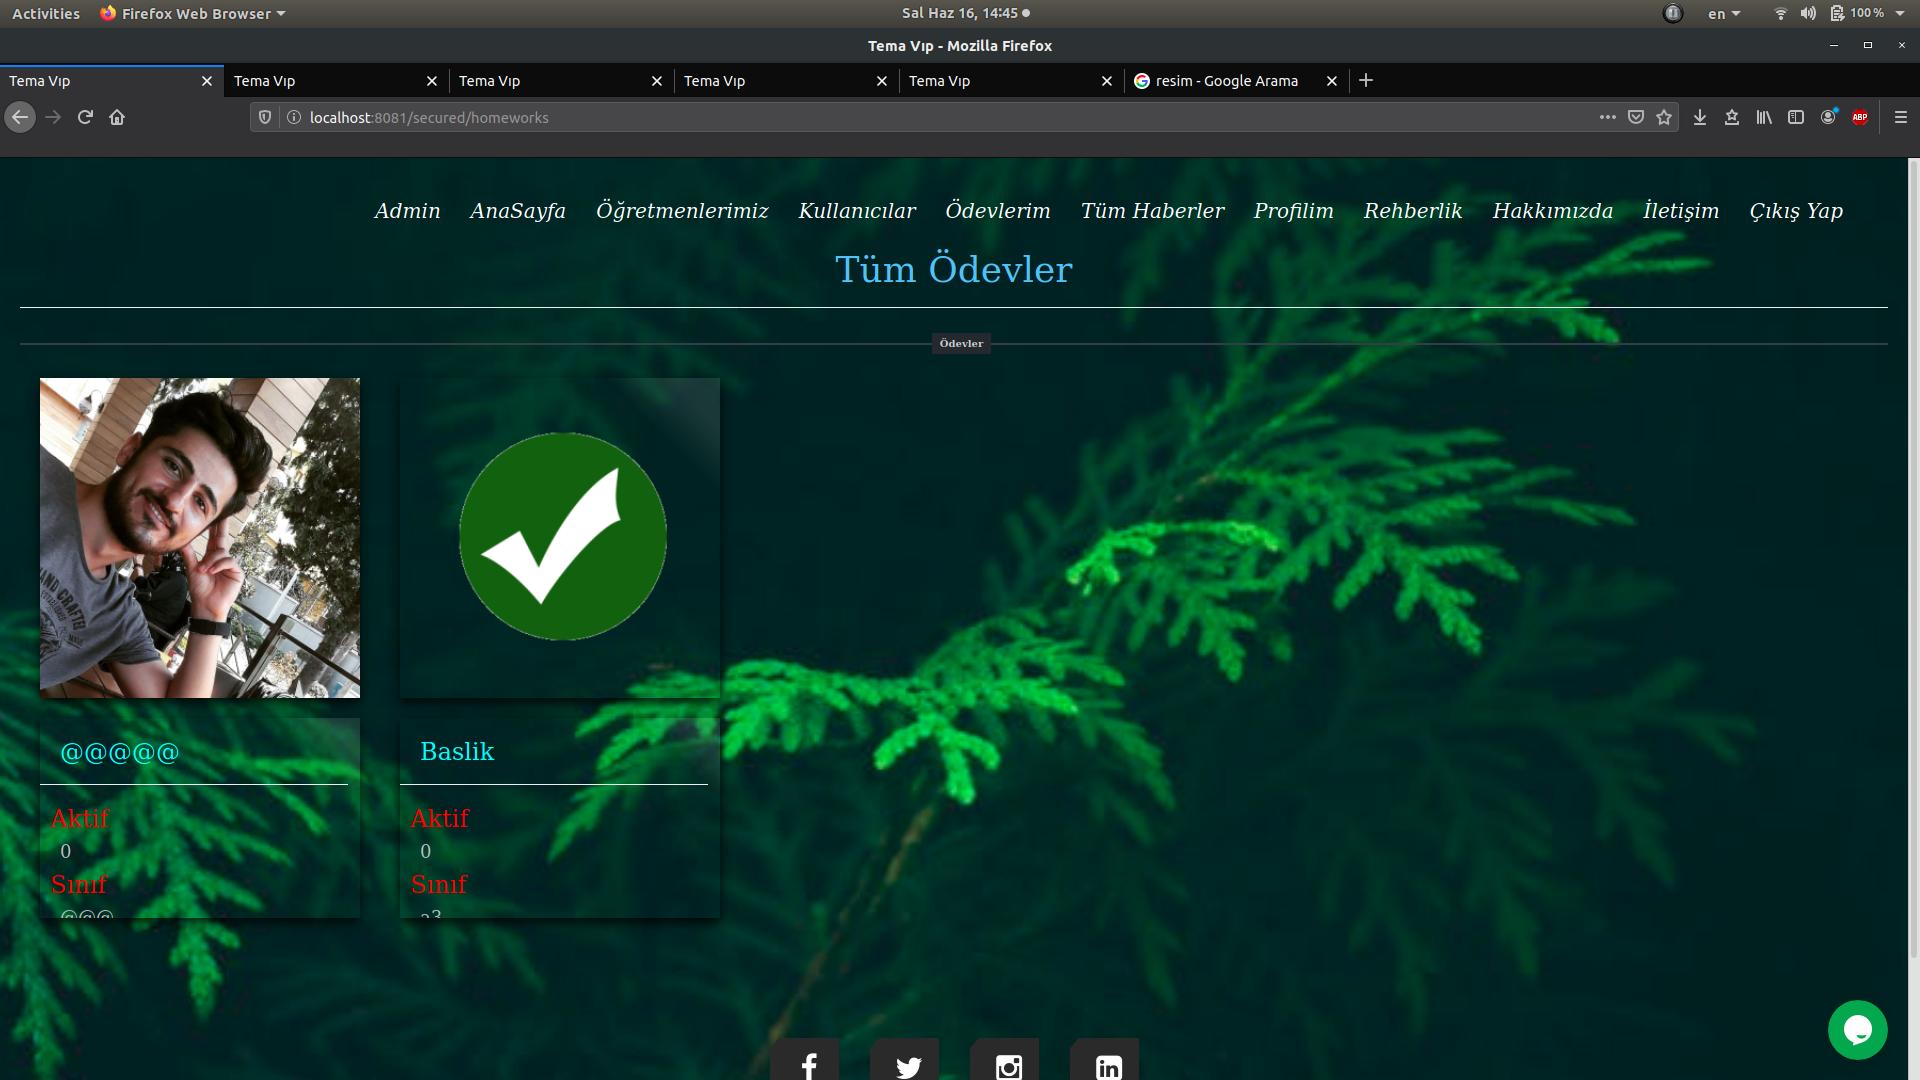 Activities Firefox Web Browser Sal Haz 16, 14:45 en 100 %
Tema Vıp - Mozilla Firefox
Tema Vıp Tema Vıp Tema Vıp Tema Vıp Tema Vıp resim - Google Arama
localhost:8081/secured/homeworks ABP
Admin AnaSayfa Öğretmenlerimiz Kullanıcılar Ödevlerim Tüm Haberler Profilim Rehberlik Hakkımızda İletişim Çıkış Yap
Tüm Ödevler
Ödevler
@@@@@
Aktif
0
Sınıf
@@@
Baslik
Aktif
0
Sınıf
a3